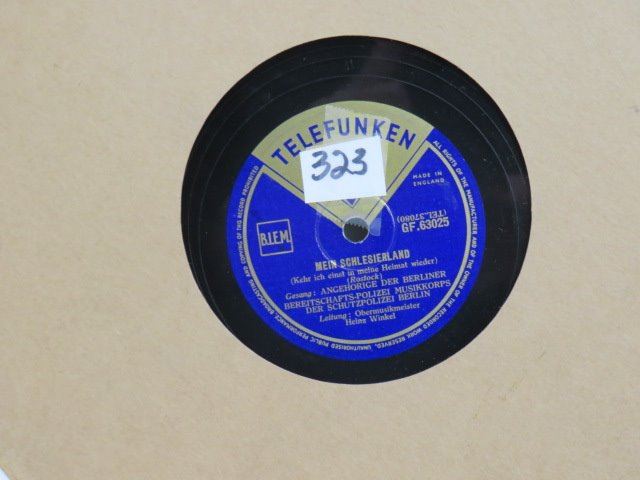 TELEFUNKEN
323
MADE IN
ENGLAND
B.I.E.M.
(TEL.37080)
GF.63025
MEIN SCHLESIERLAND
(Kehr ich einst in meine Heimat wieder)
(Rostock)
Gesang: ANGEHORIGE DER BERLINER
BEREITSCHAFTS-POLIZEI MUSIKKORPS
DER SCHUTZPOLIZEI BERLIN
Leitung: Obermusikmeister
Heinz Winkel
ALL RIGHTS OF THE MANUFACTURER AND OF THE OWNER OF THE RECORDED WORK RESERVED. UNAUTHORISED PUBLIC PERFORMANCE BROADCASTING AND COPYING OF THIS RECORD PROHIBITED